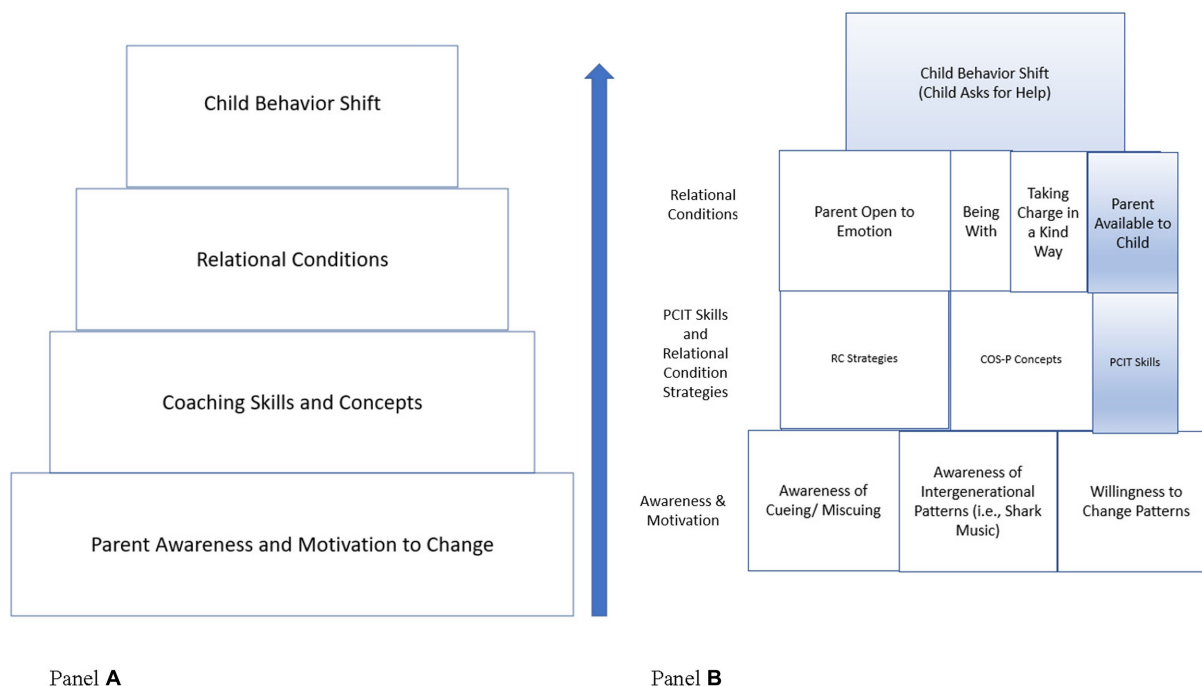 Child Behavior Shift
Relational Conditions
Coaching Skills and Concepts
Parent Awareness and Motivation to Change
Panel A
Child Behavior Shift
(Child Asks for Help)
Relational
Conditions
Parent Open to
Emotion
Being
With
Taking
Charge in
a Kind
Way
Parent
Available to
Child
PCIT Skills
and
Relational
Condition
Strategies
RC Strategies
COS-P Concepts
PCIT Skills
Awareness &
Motivation
Awareness of
Cueing/ Miscuing
Awareness of
Intergenerational
Patterns (i.e., Shark
Music)
Willingness to
Change Patterns
Panel B